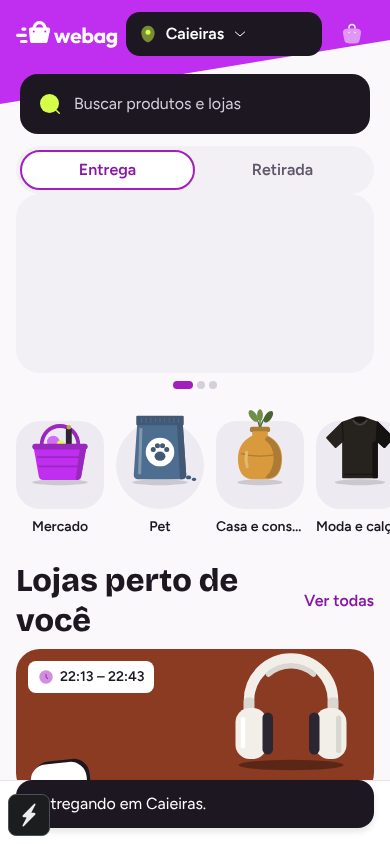 webag
Caieiras
Buscar produtos e lojas
Entrega
Retirada
Mercado
Pet
Casa e cons...
Moda e calç
Lojas perto de
você
Ver todas
22:13 – 22:43
tregando em Caieiras.